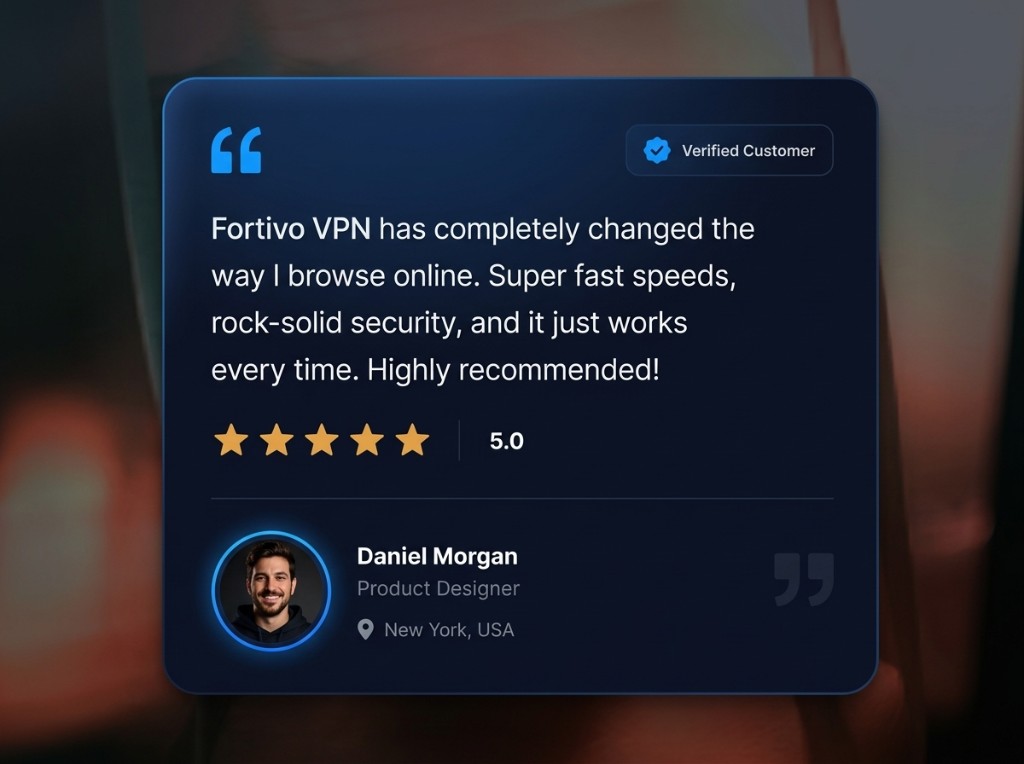 Verified Customer
Fortivo VPN has completely changed the
way I browse online. Super fast speeds,
rock-solid security, and it just works
every time. Highly recommended!
5.0
Daniel Morgan
Product Designer
New York, USA